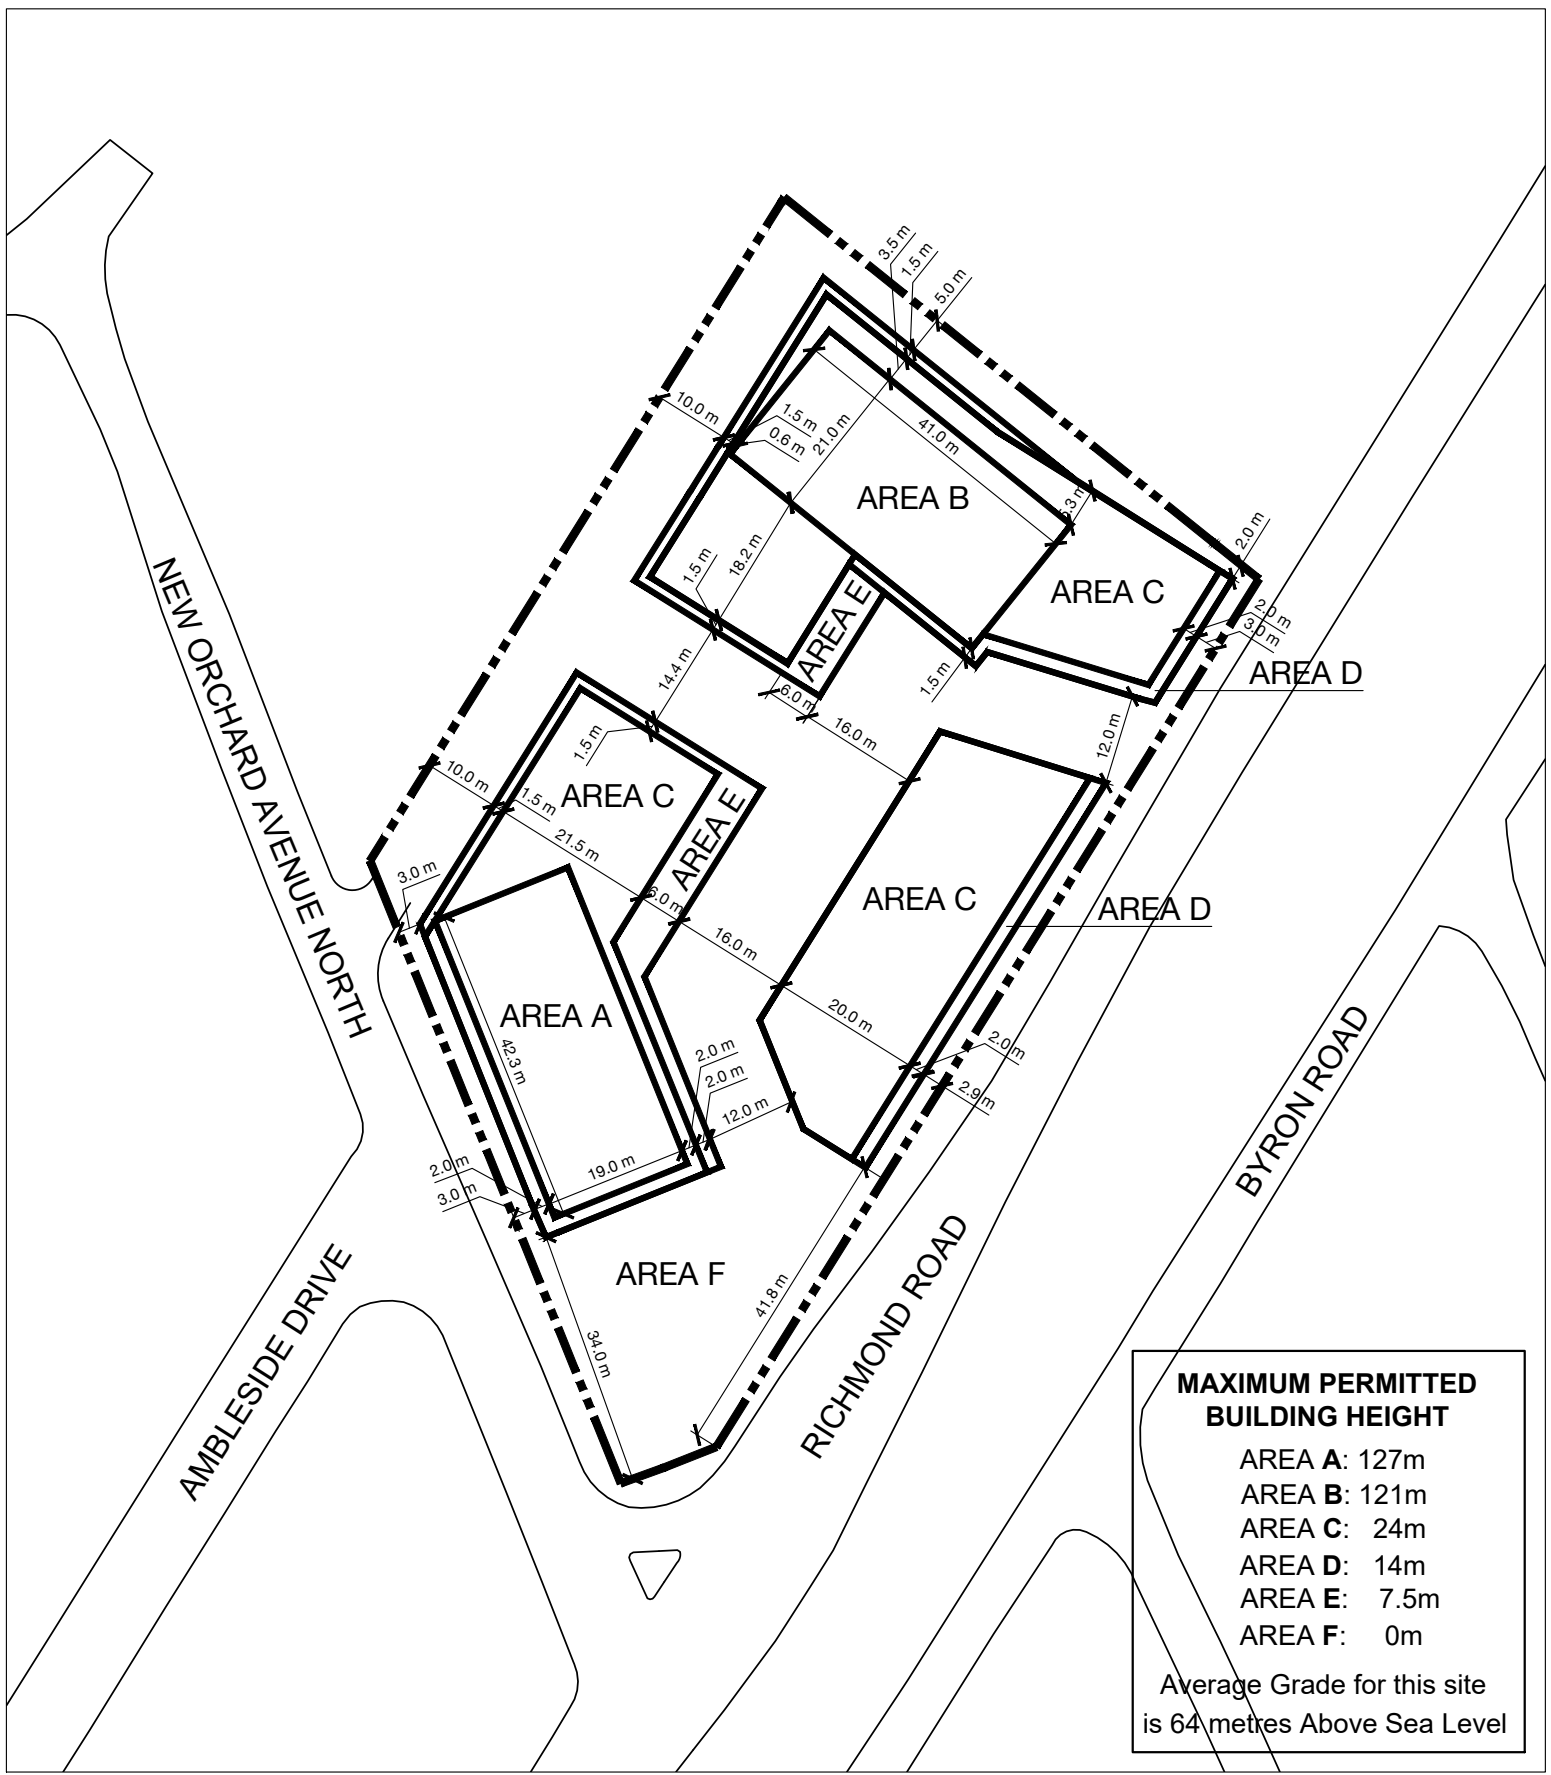 3.5 m
1.5 m
5.0 m
10.0 m
1.5 m
0.6 m
21.0 m
41.0 m
AREA B
5.3 m
2.0 m
18.2 m
1.5 m
AREA E
AREA C
2.0 m
3.0 m
AREA D
1.5 m
14.4 m
6.0 m
16.0 m
12.0 m
1.5 m
10.0 m
1.5 m
AREA C
21.5 m
AREA E
3.0 m
6.0 m
16.0 m
AREA C
AREA D
NEW ORCHARD AVENUE NORTH
AREA A
42.3 m
20.0 m
2.0 m
2.9 m
2.0 m
2.0 m
12.0 m
19.0 m
2.0 m
3.0 m
AREA F
34.0 m
41.8 m
AMBLESIDE DRIVE
RICHMOND ROAD
BYRON ROAD
MAXIMUM PERMITTED
BUILDING HEIGHT
AREA A: 127m
AREA B: 121m
AREA C: 24m
AREA D: 14m
AREA E: 7.5m
AREA F: 0m
Average Grade for this site
is 64 metres Above Sea Level